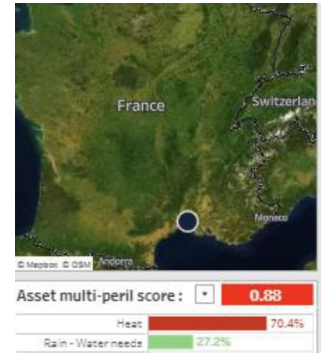 France
Switzerlan
Monaco
Andorra
© Mapbox © OSM
Asset multi-peril score : 0.88
Heat 70.4%
Rain - Water needs 27.2%